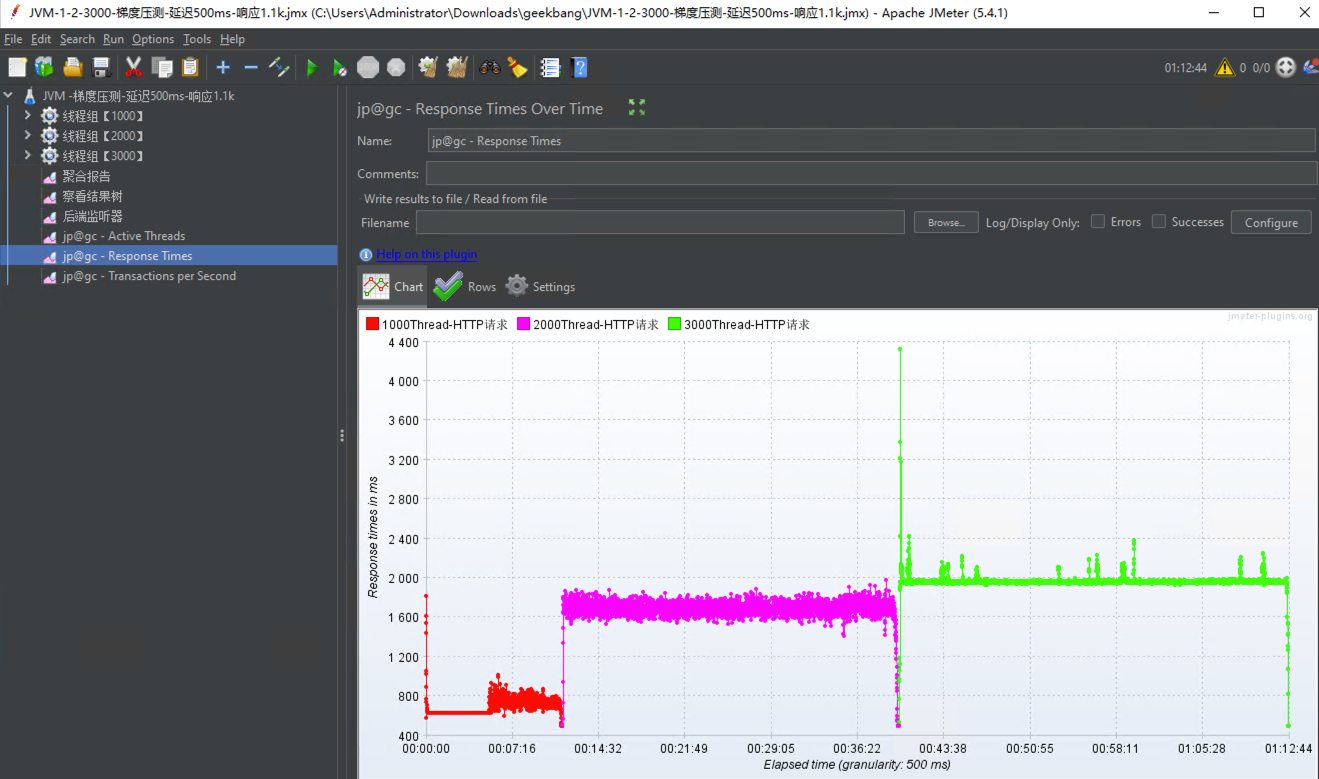 JVM-1-2-3000-梯度压测-延迟500ms-响应1.1k.jmx (C:\Users\Administrator\Downloads\geekbang\JVM-1-2-3000-梯度压测-延迟500ms-响应1.1k.jmx) - Apache JMeter (5.4.1)
File Edit Search Run Options Tools Help
01:12:44 0 0/0
JVM -梯度压测-延迟500ms-响应1.1k
线程组【1000】
线程组【2000】
线程组【3000】
聚合报告
察看结果树
后端监听器
jp@gc - Active Threads
jp@gc - Response Times
jp@gc - Transactions per Second
jp@gc - Response Times Over Time
Name: jp@gc - Response Times
Comments:
Write results to file / Read from file
Filename Browse... Log/Display Only: Errors Successes Configure
Help on this plugin
Chart Rows Settings
1000Thread-HTTP请求 2000Thread-HTTP请求 3000Thread-HTTP请求
jmeter-plugins.org
4 400
4 000
3 600
3 200
2 800
2 400
2 000
1 600
1 200
800
400
Response times in ms
00:00:00 00:07:16 00:14:32 00:21:49 00:29:05 00:36:22 00:43:38 00:50:55 00:58:11 01:05:28 01:12:44
Elapsed time (granularity: 500 ms)